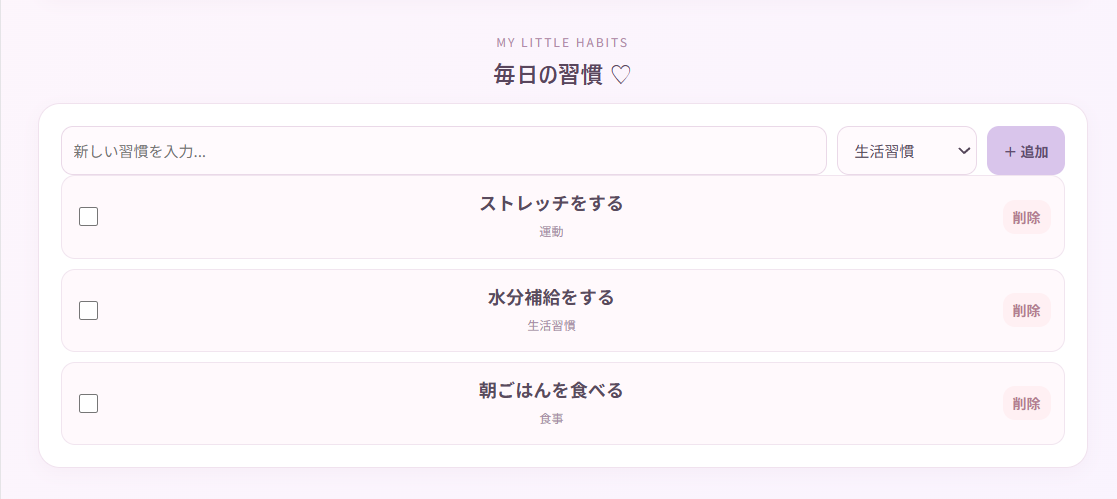 MY LITTLE HABITS
毎日の習慣 ♡
新しい習慣を入力...
生活習慣
＋ 追加
ストレッチをする
運動
削除
水分補給をする
生活習慣
削除
朝ごはんを食べる
食事
削除